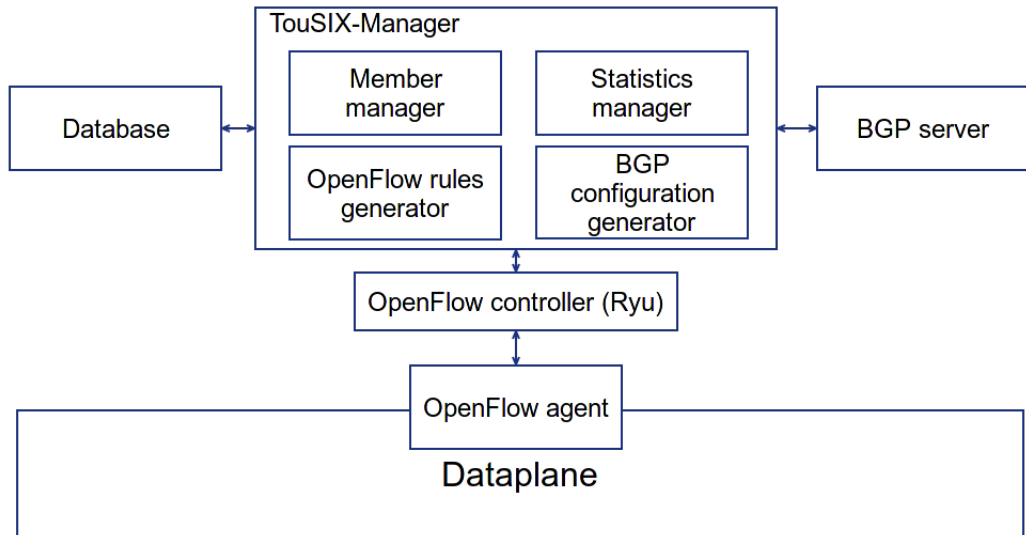 TouSIX-Manager
Member
manager
Statistics
manager
Database
BGP server
OpenFlow rules
generator
BGP
configuration
generator
OpenFlow controller (Ryu)
OpenFlow agent
Dataplane